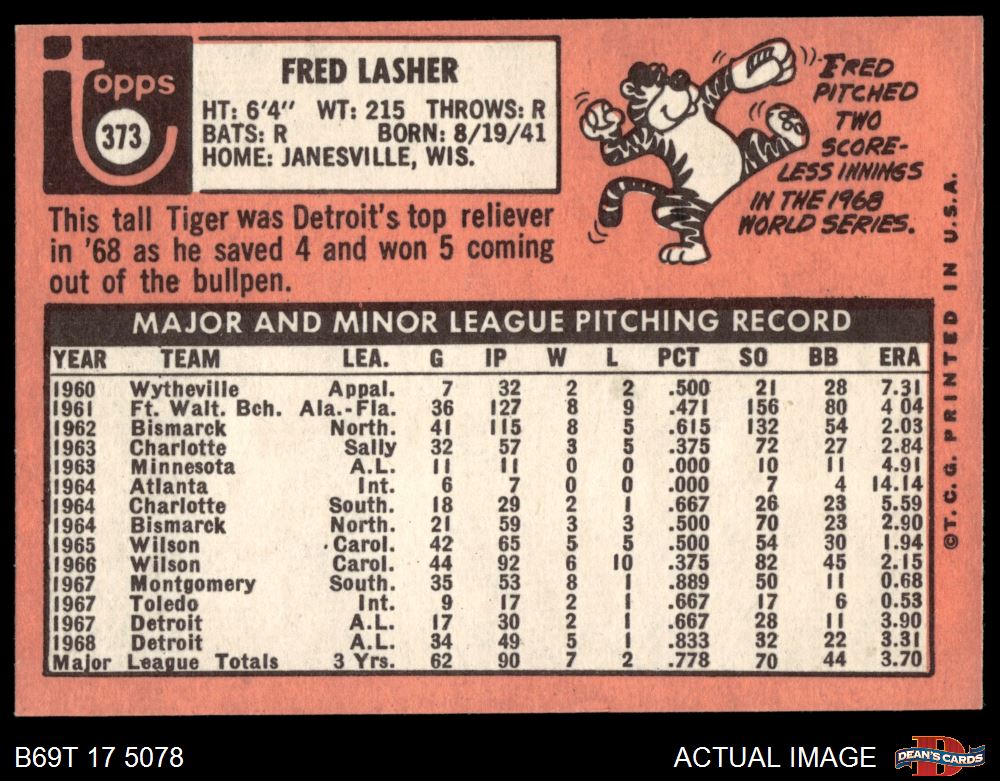 Topps
373
FRED LASHER
HT: 6'4" WT: 215 THROWS: R
BATS: R BORN: 8/19/41
HOME: JANESVILLE, WIS.
This tall Tiger was Detroit's top reliever
in '68 as he saved 4 and won 5 coming
out of the bullpen.
FRED
PITCHED
TWO
SCORE-
LESS INNINGS
IN THE 1968
WORLD SERIES.
MAJOR AND MINOR LEAGUE PITCHING RECORD
YEAR TEAM LEA. G IP W L PCT SO BB ERA
1960 Wytheville Appal. 7 32 2 2 .500 21 28 7.31
1961 Ft. Walt. Bch. Ala.-Fla. 36 127 8 9 .471 156 80 4 04
1962 Bismarck North. 41 115 8 5 .615 132 54 2.03
1963 Charlotte Sally 32 57 3 5 .375 72 27 2.84
1963 Minnesota A.L. 11 11 0 0 .000 10 11 4.91
1964 Atlanta Int. 6 7 0 0 .000 7 4 14.14
1964 Charlotte South. 18 29 2 1 .667 26 23 5.59
1964 Bismarck North. 21 59 3 3 .500 70 23 2.90
1965 Wilson Carol. 42 65 5 5 .500 54 30 1.94
1966 Wilson Carol. 44 92 6 10 .375 82 45 2.15
1967 Montgomery South. 35 53 8 1 .889 50 11 0.68
1967 Toledo Int. 9 17 2 1 .667 17 6 0.53
1967 Detroit A.L. 17 30 2 1 .667 28 11 3.90
1968 Detroit A.L. 34 49 5 1 .833 32 22 3.31
Major League Totals 3 Yrs. 62 90 7 2 .778 70 44 3.70
©T.C.G. PRINTED IN U.S.A.
B69T 17 5078
ACTUAL IMAGE
D
DEAN'S CARDS